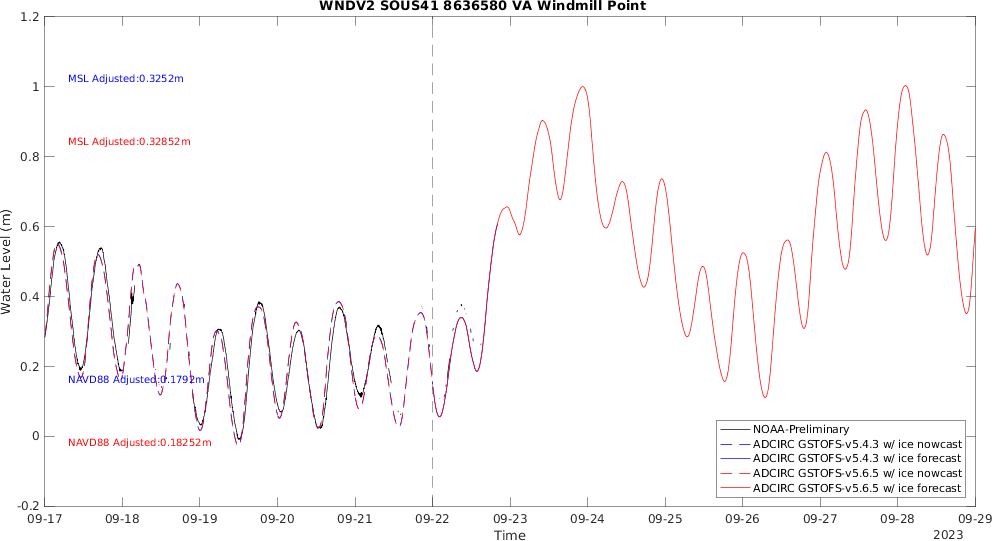 WNDV2 SOUS41 8636580 VA Windmill Point
1.2
1
0.8
0.6
0.4
0.2
0
-0.2
Water Level (m)
MSL Adjusted:0.3252m
MSL Adjusted:0.32852m
NAVD88 Adjusted:0.1792m
NAVD88 Adjusted:0.18252m
NOAA-Preliminary
ADCIRC GSTOFS-v5.4.3 w/ ice nowcast
ADCIRC GSTOFS-v5.4.3 w/ ice forecast
ADCIRC GSTOFS-v5.6.5 w/ ice nowcast
ADCIRC GSTOFS-v5.6.5 w/ ice forecast
09-17 09-18 09-19 09-20 09-21 09-22 09-23 09-24 09-25 09-26 09-27 09-28 09-29
Time
2023